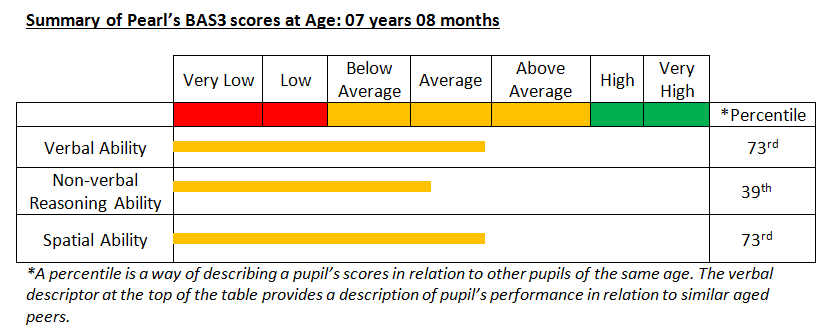 Summary of Pearl’s BAS3 scores at Age: 07 years 08 months
Very Low
Low
Below
Average
Average
Above
Average
High
Very
High
*Percentile
Verbal Ability
73rd
Non-verbal
Reasoning Ability
39th
Spatial Ability
73rd
*A percentile is a way of describing a pupil’s scores in relation to other pupils of the same age. The verbal
descriptor at the top of the table provides a description of pupil’s performance in relation to similar aged
peers.